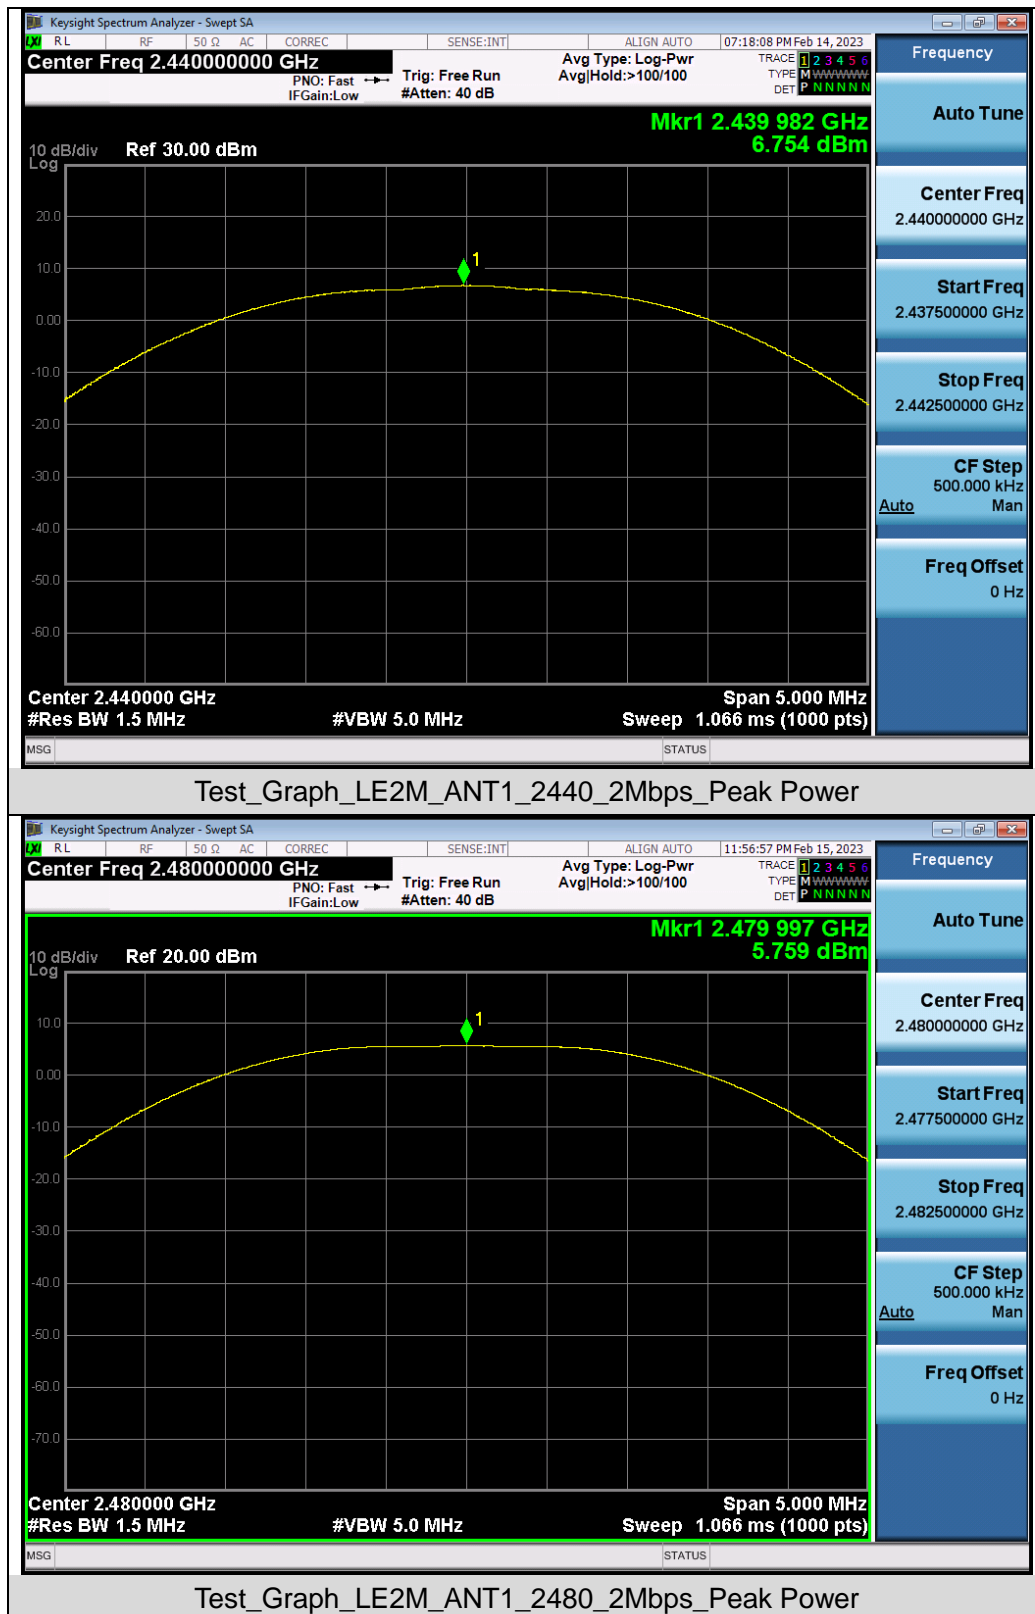 Keysight Spectrum Analyzer - Swept SA
LXI RL RF 50 Ω AC CORREC SENSE:INT ALIGN AUTO 07:18:08 PM Feb 14, 2023
Center Freq 2.440000000 GHz
PNO: Fast
IFGain:Low
Trig: Free Run
#Atten: 40 dB
Avg Type: Log-Pwr
Avg|Hold:>100/100
TRACE 1 2 3 4 5 6
TYPE M WWWWW
DET P N N N N N
Mkr1 2.439 982 GHz
6.754 dBm
10 dB/div Ref 30.00 dBm
Log
20.0
1
10.0
0.00
-10.0
-20.0
-30.0
-40.0
-50.0
-60.0
Center 2.440000 GHz Span 5.000 MHz
#Res BW 1.5 MHz #VBW 5.0 MHz Sweep 1.066 ms (1000 pts)
MSG STATUS
Frequency
Auto Tune
Center Freq
2.440000000 GHz
Start Freq
2.437500000 GHz
Stop Freq
2.442500000 GHz
CF Step
500.000 kHz
Auto Man
Freq Offset
0 Hz
Test_Graph_LE2M_ANT1_2440_2Mbps_Peak Power
Keysight Spectrum Analyzer - Swept SA
LXI RL RF 50 Ω AC CORREC SENSE:INT ALIGN AUTO 11:56:57 PM Feb 15, 2023
Center Freq 2.480000000 GHz
PNO: Fast
IFGain:Low
Trig: Free Run
#Atten: 40 dB
Avg Type: Log-Pwr
Avg|Hold:>100/100
TRACE 1 2 3 4 5 6
TYPE M WWWWW
DET P N N N N N
Mkr1 2.479 997 GHz
5.759 dBm
10 dB/div Ref 20.00 dBm
Log
10.0
1
0.00
-10.0
-20.0
-30.0
-40.0
-50.0
-60.0
-70.0
Center 2.480000 GHz Span 5.000 MHz
#Res BW 1.5 MHz #VBW 5.0 MHz Sweep 1.066 ms (1000 pts)
MSG STATUS
Frequency
Auto Tune
Center Freq
2.480000000 GHz
Start Freq
2.477500000 GHz
Stop Freq
2.482500000 GHz
CF Step
500.000 kHz
Auto Man
Freq Offset
0 Hz
Test_Graph_LE2M_ANT1_2480_2Mbps_Peak Power